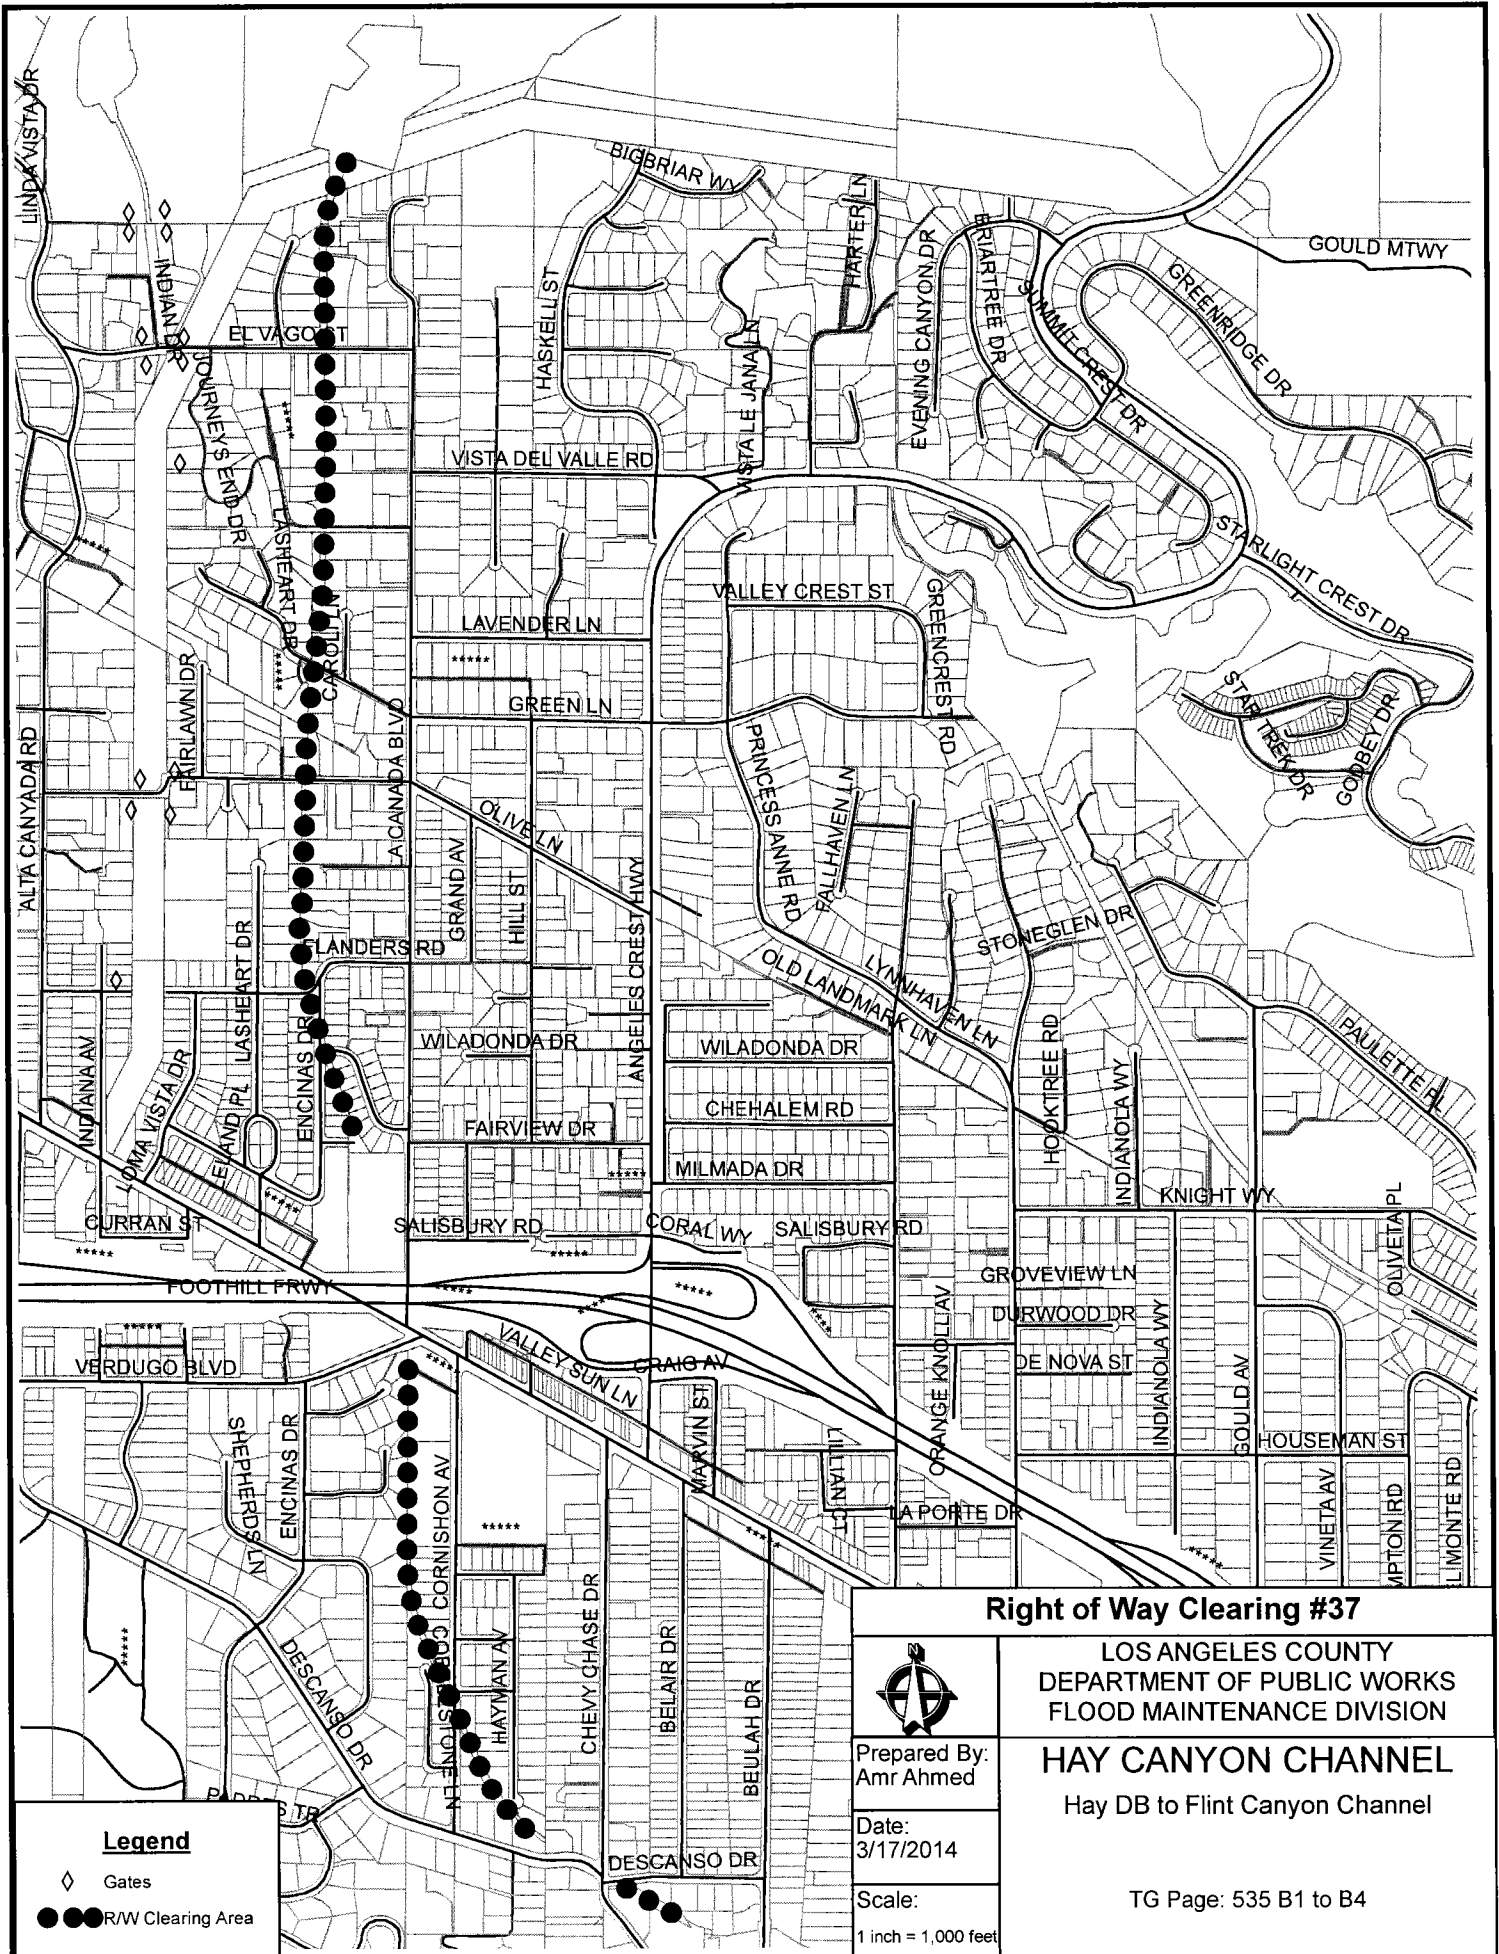 LINDA VISTA DR
BIGBRIAR WY
HARTER LN
BRIARTREE DR
GOULD MTWY
INDIAN DR
EL VAGO ST
HASKELL ST
VISTA LE JANA LN
EVENING CANYON DR
SUMMIT CREST DR
GREENRIDGE DR
JOURNEYS END DR
*****
VISTA DEL VALLE RD
LASHEART DR
*****
STARLIGHT CREST DR
VALLEY CREST ST
GREENCREST RD
CAROLI LN
LAVENDER LN
*****
*****
FAIRLAWN DR
GREEN LN
STAR TREK DR
GODBEY DR
ALTA CANYADA RD
A CANADA BLVD
PRINCESS ANNE RD
FALLHAVEN LN
OLIVE LN
GRAND AV
HILL ST
ANGELES CREST HWY
LASHEART DR
FLANDERS RD
STONEGLEN DR
OLD LANDMARK LN
LYNNHAVEN LN
INDIANA AV
LOMA VISTA DR
LELAND PL
ENCINAS DR
WILADONDA DR
WILADONDA DR
HOOKTREE RD
INDIANOLA WY
PAULETTE PL
CHEHALEM RD
FAIRVIEW DR
MILMADA DR
*****
*****
KNIGHT WY
CURRAN ST
SALISBURY RD
CORAL WY
SALISBURY RD
OLIVETA PL
*****
*****
FOOTHILL FRWY
*****
*****
*****
*****
GROVEVIEW LN
DURWOOD DR
ORANGE KNOLL AV
INDIANOLA WY
GOULD AV
*****
VERDUGO BLVD
*****
VALLEY SUN LN
CRAIG AV
DE NOVA ST
SHEPHERDS LN
ENCINAS DR
CORNISHON AV
MARVIN ST
LILLIAN CT
HOUSEMAN ST
*****
*****
LA PORTE DR
*****
VINETA AV
MPTON RD
ELMONTE RD
*****
DESCANSO DR
HAYMAN AV
CHEVY CHASE DR
BELAIR DR
BEULAH DR
PADRES TR
DESCANSO DR
Legend
Gates
R/W Clearing Area
Right of Way Clearing #37
N
LOS ANGELES COUNTY
DEPARTMENT OF PUBLIC WORKS
FLOOD MAINTENANCE DIVISION
Prepared By:
Amr Ahmed
HAY CANYON CHANNEL
Hay DB to Flint Canyon Channel
Date:
3/17/2014
TG Page: 535 B1 to B4
Scale:
1 inch = 1,000 feet